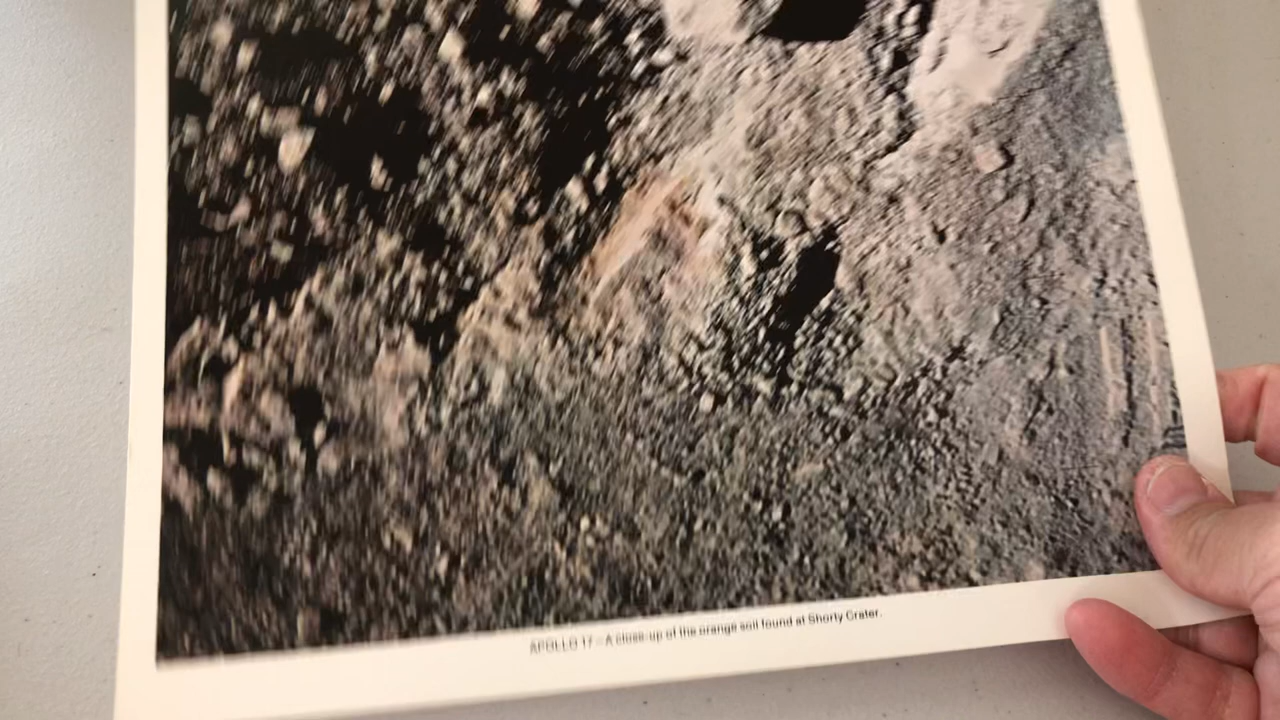 APOLLO 17 – A close-up of the orange soil found at Shorty Crater.